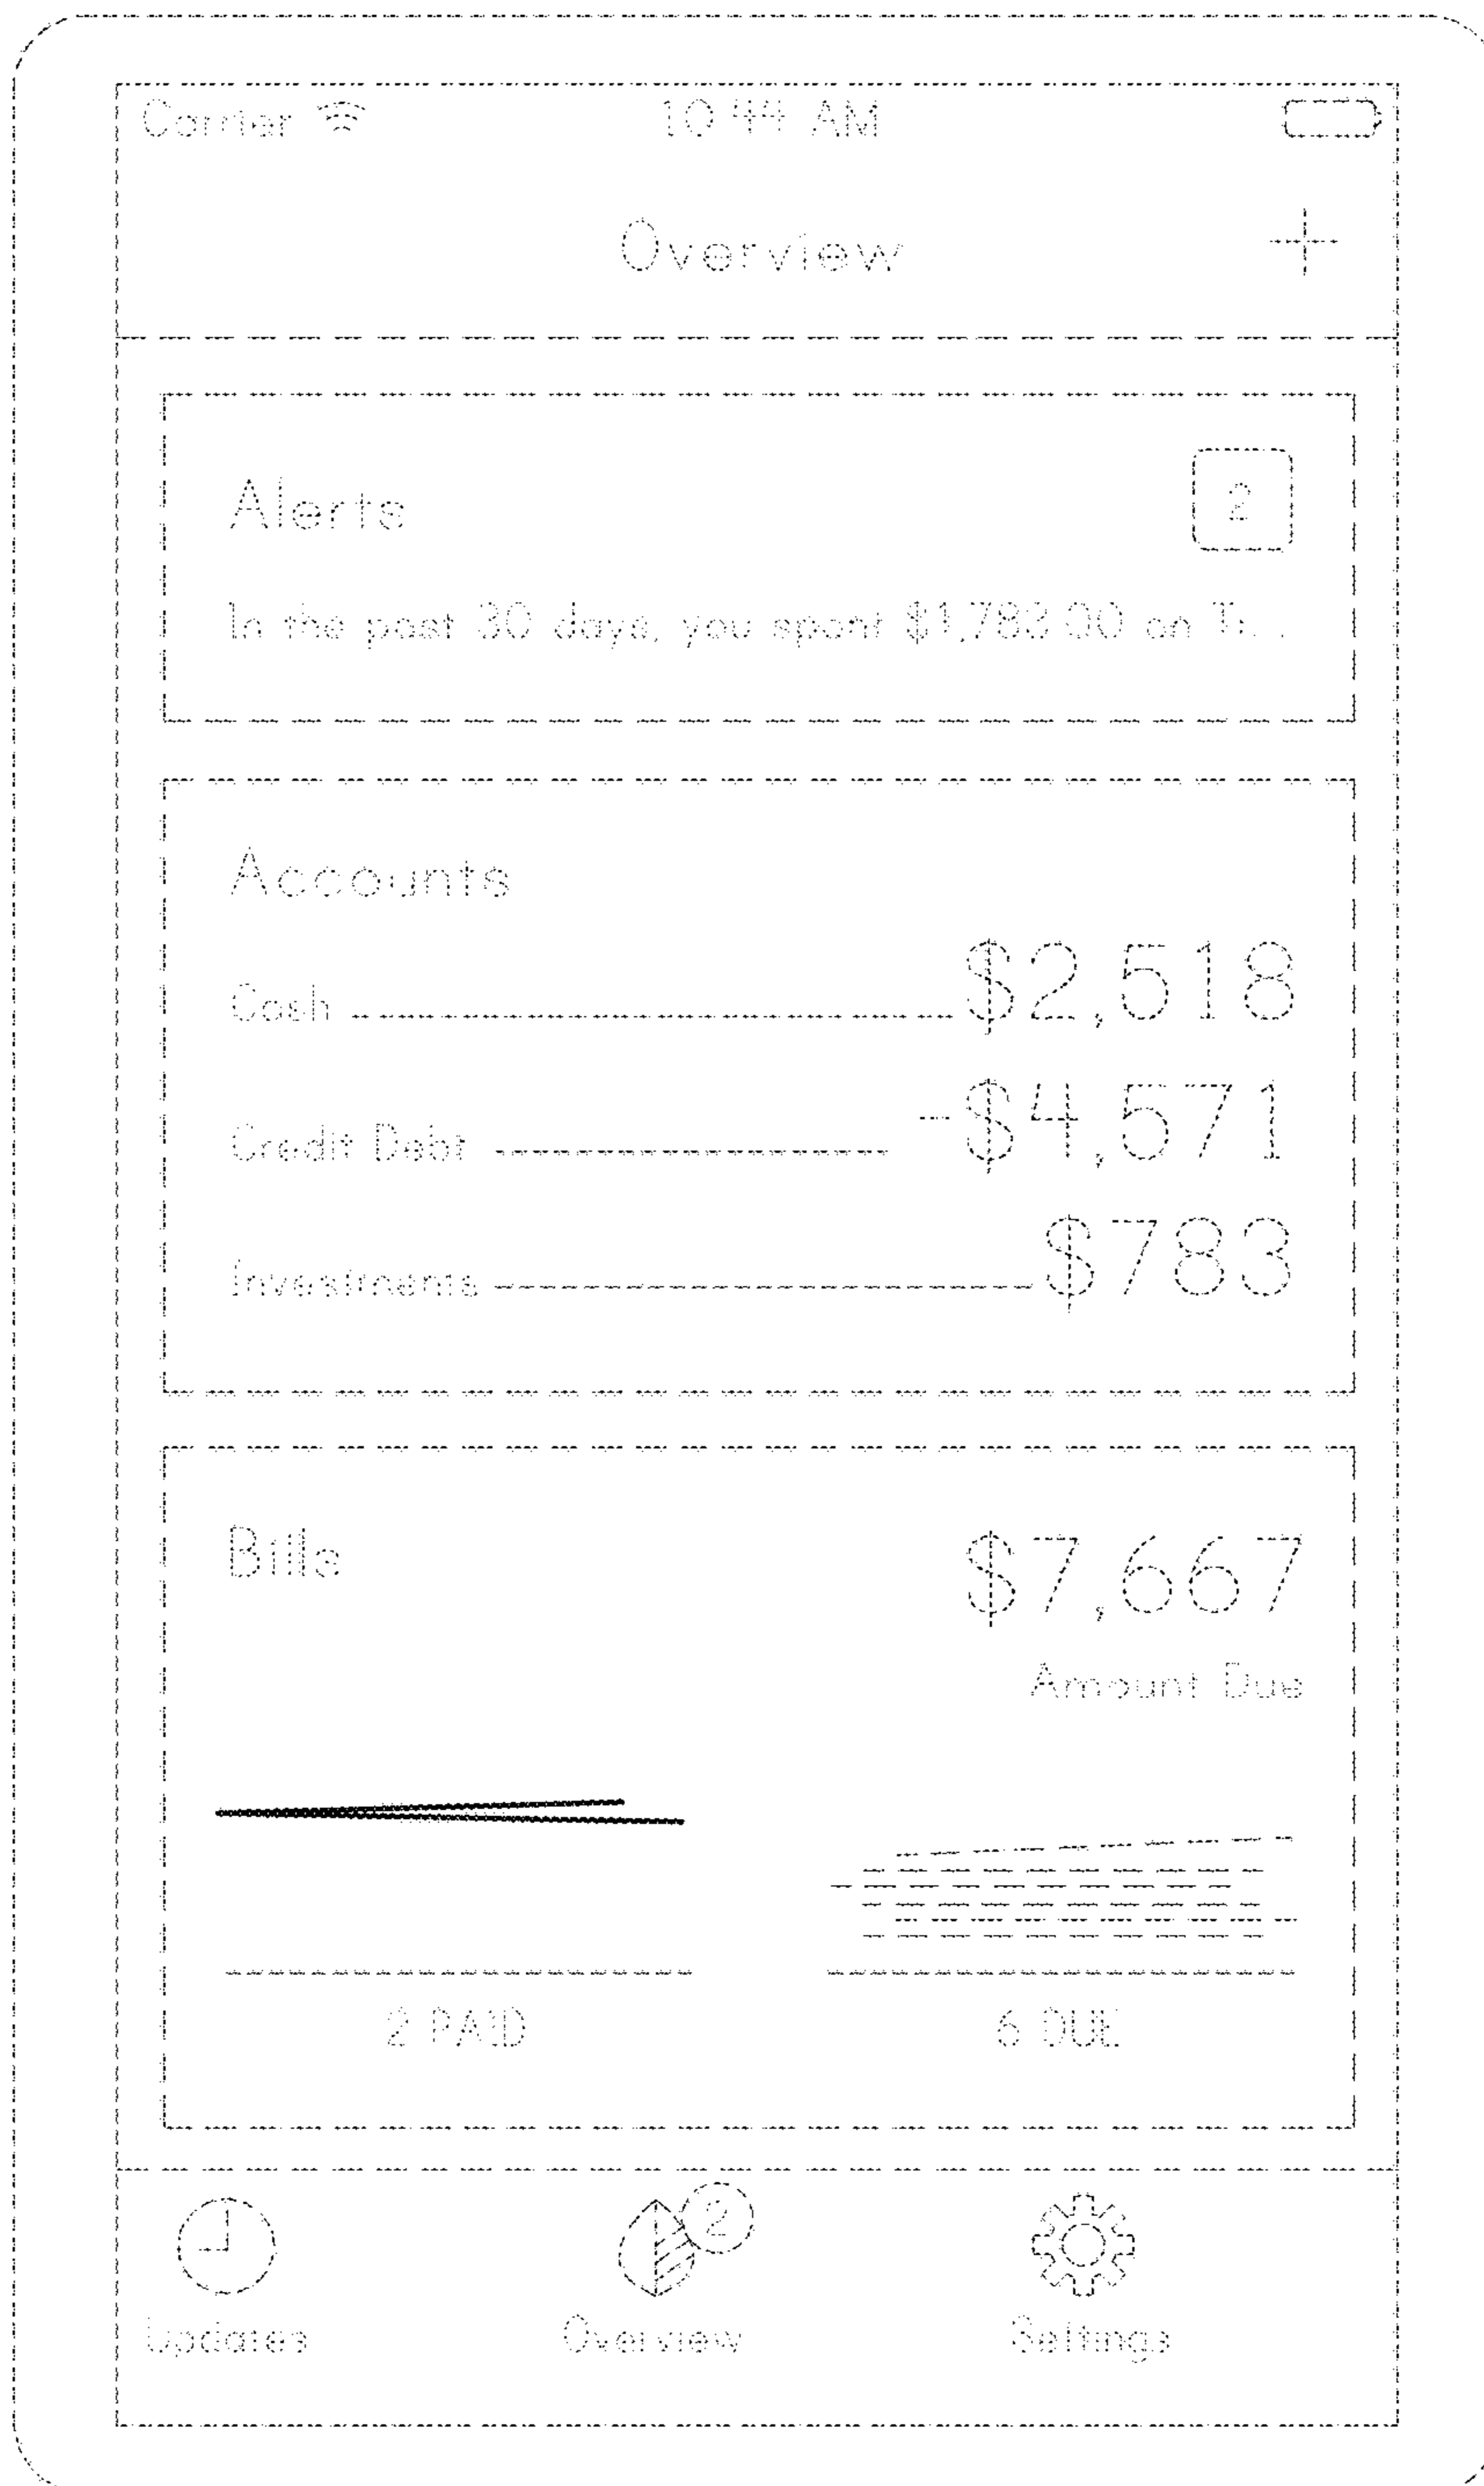 Carrier 10:44 AM
Overview
Alerts 2
In the past 30 days, you spent $1,783.00 on Ti...
Accounts
Cash $2,518
Credit Debt -$4,571
Investments $783
Bills $7,667
Amount Due
2 PAID 6 DUE
2
Updates Overview Settings